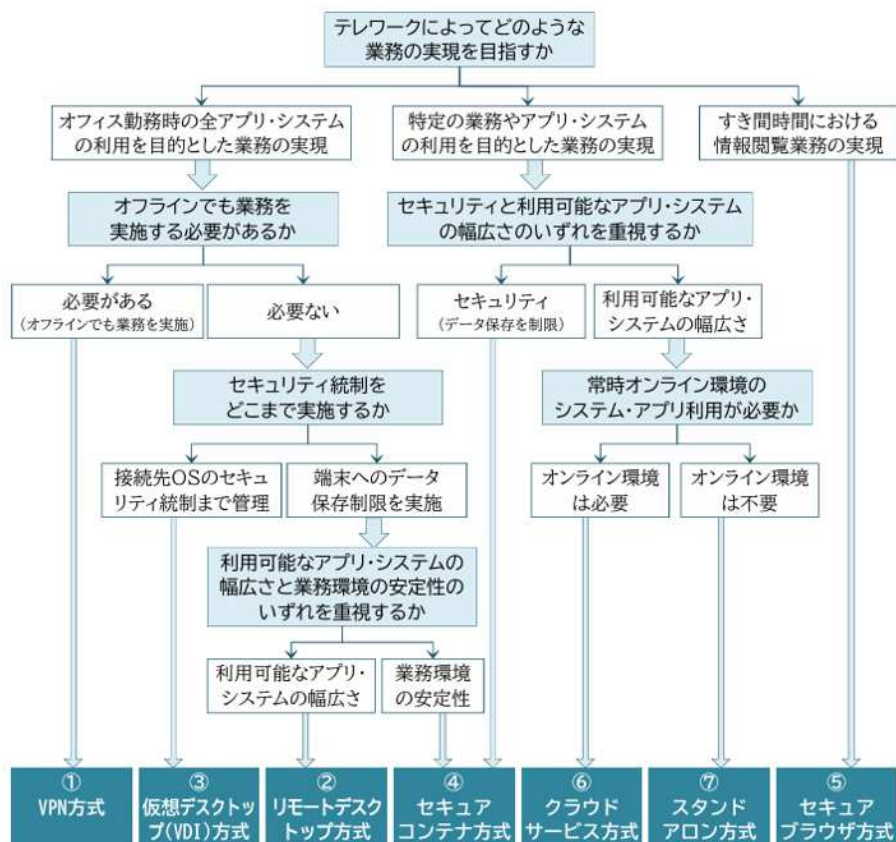 テレワークによってどのような
業務の実現を目指すか
オフィス勤務時の全アプリ・システム
の利用を目的とした業務の実現
特定の業務やアプリ・システム
の利用を目的とした業務の実現
すき間時間における
情報閲覧業務の実現
オフラインでも業務を
実施する必要があるか
セキュリティと利用可能なアプリ・システム
の幅広さのいずれを重視するか
必要がある
(オフラインでも業務を実施)
必要ない
セキュリティ
(データ保存を制限)
利用可能なアプリ・
システムの幅広さ
セキュリティ統制を
どこまで実施するか
常時オンライン環境の
システム・アプリ利用が必要か
接続先OSのセキュ
リティ統制まで管理
端末へのデータ
保存制限を実施
オンライン環境
は必要
オンライン環境
は不要
利用可能なアプリ・システムの
幅広さと業務環境の安定性の
いずれを重視するか
利用可能なアプリ・
システムの幅広さ
業務環境
の安定性
①
VPN方式
③
仮想デスクトッ
プ(VDI)方式
②
リモートデスク
トップ方式
④
セキュア
コンテナ方式
⑥
クラウド
サービス方式
⑦
スタンド
アロン方式
⑤
セキュア
ブラウザ方式